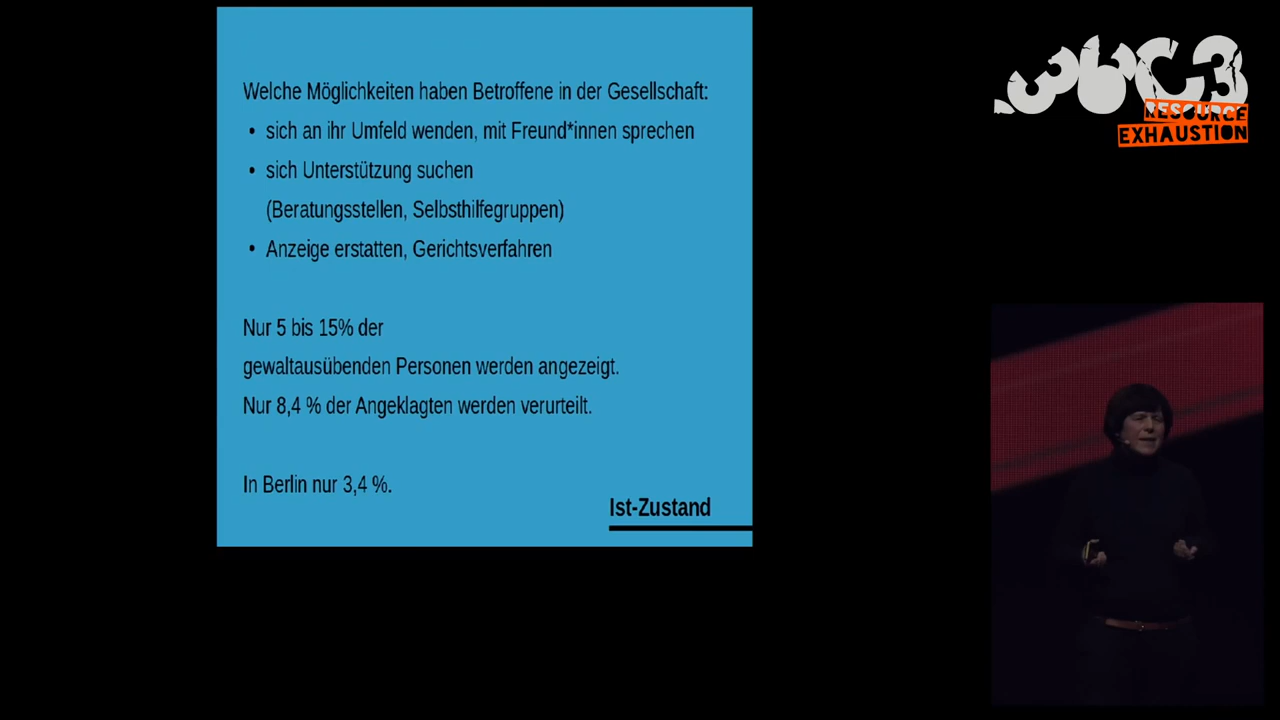 Welche Möglichkeiten haben Betroffene in der Gesellschaft:
• sich an ihr Umfeld wenden, mit Freund*innen sprechen
• sich Unterstützung suchen
(Beratungsstellen, Selbsthilfegruppen)
• Anzeige erstatten, Gerichtsverfahren
Nur 5 bis 15% der
gewaltausübenden Personen werden angezeigt.
Nur 8,4 % der Angeklagten werden verurteilt.
In Berlin nur 3,4 %.
Ist-Zustand
36C3
RESOURCE
EXHAUSTION